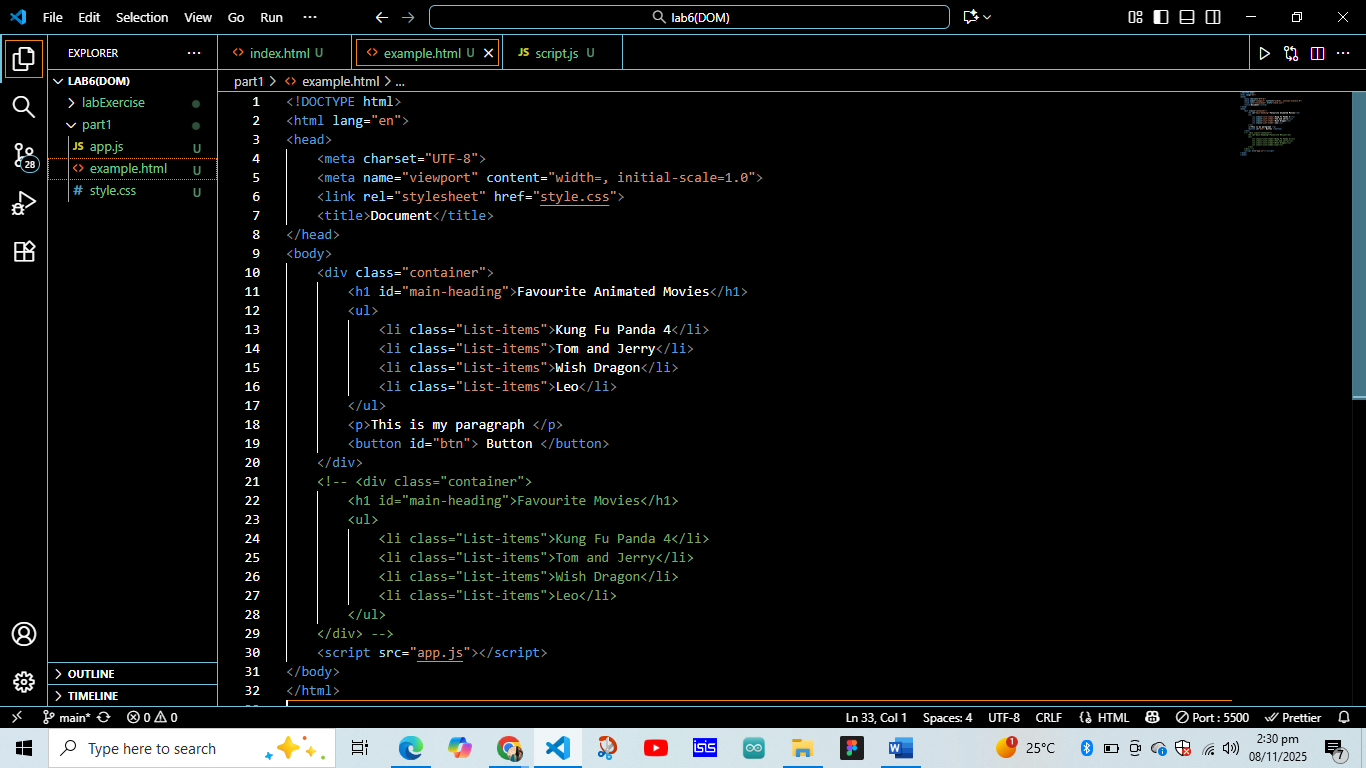 File Edit Selection View Go Run ··· lab6(DOM)
EXPLORER ···
LAB6(DOM)
labExercise
part1
JS app.js U
<> example.html U
# style.css U
OUTLINE
TIMELINE
<> index.html U <> example.html U JS script.js U
part1 > <> example.html > ...
1 <!DOCTYPE html>
2 <html lang="en">
3 <head>
4 <meta charset="UTF-8">
5 <meta name="viewport" content="width=, initial-scale=1.0">
6 <link rel="stylesheet" href="style.css">
7 <title>Document</title>
8 </head>
9 <body>
10 <div class="container">
11 <h1 id="main-heading">Favourite Animated Movies</h1>
12 <ul>
13 <li class="List-items">Kung Fu Panda 4</li>
14 <li class="List-items">Tom and Jerry</li>
15 <li class="List-items">Wish Dragon</li>
16 <li class="List-items">Leo</li>
17 </ul>
18 <p>This is my paragraph </p>
19 <button id="btn"> Button </button>
20 </div>
21 <!-- <div class="container">
22 <h1 id="main-heading">Favourite Movies</h1>
23 <ul>
24 <li class="List-items">Kung Fu Panda 4</li>
25 <li class="List-items">Tom and Jerry</li>
26 <li class="List-items">Wish Dragon</li>
27 <li class="List-items">Leo</li>
28 </ul>
29 </div> -->
30 <script src="app.js"></script>
31 </body>
32 </html>
28
main* 0 0 Ln 33, Col 1 Spaces: 4 UTF-8 CRLF {} HTML Port : 5500 Prettier
Type here to search isis W 1 25°C 2:30 pm
08/11/2025 7